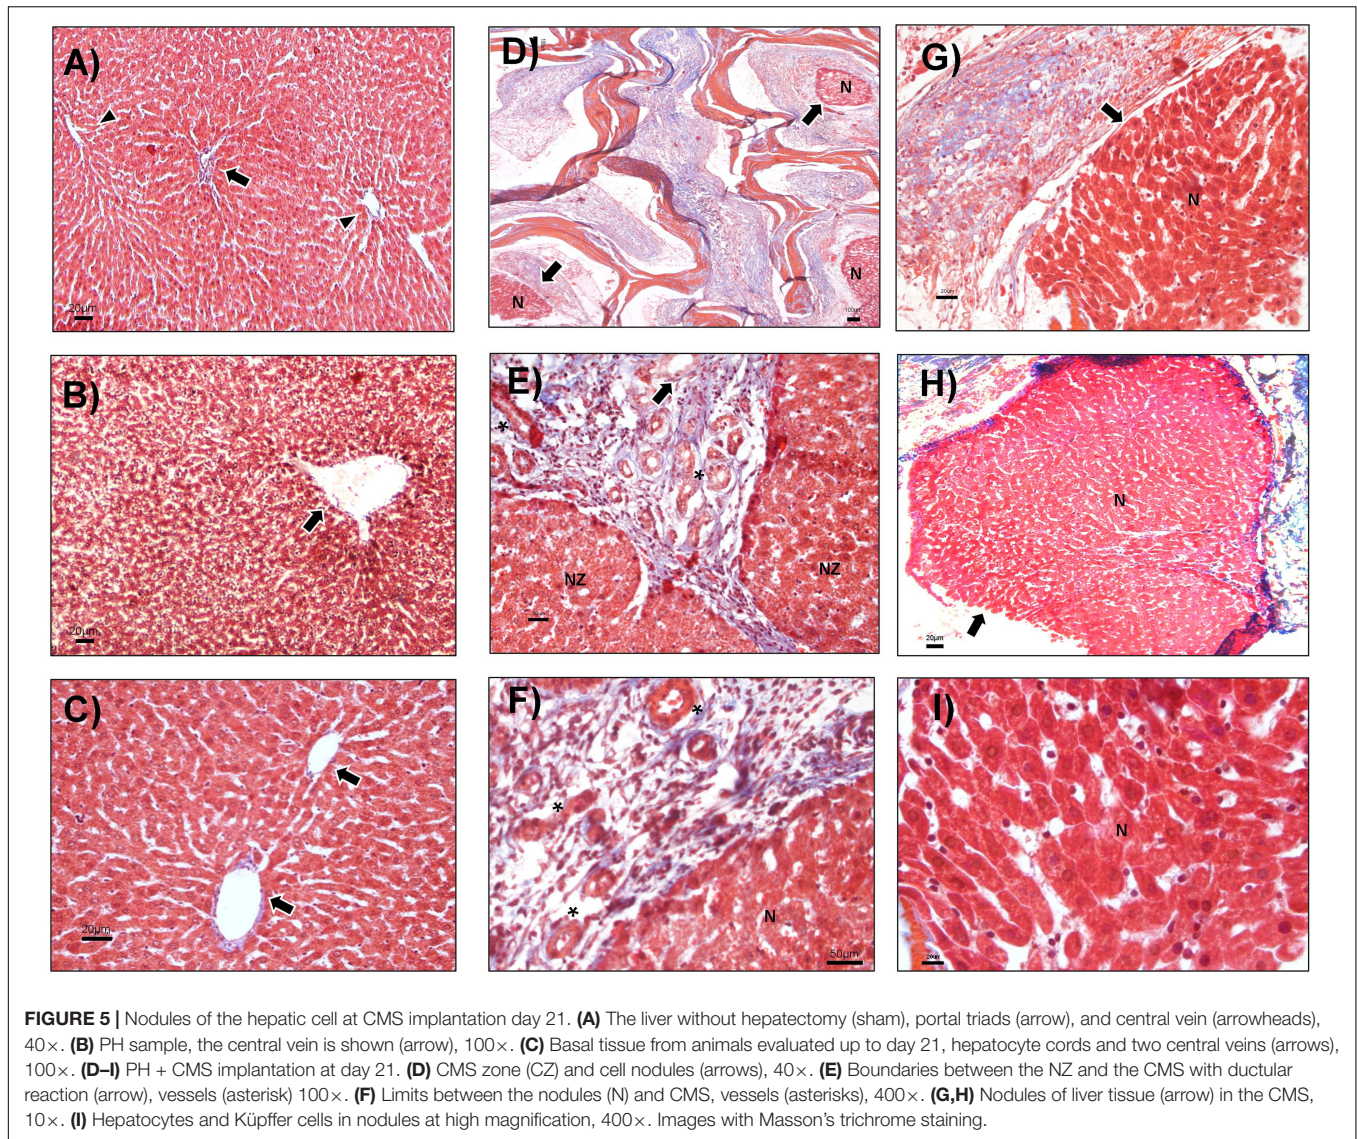 A)
20µm
B)
20µm
C)
20µm
D)
N
N
N
100µm
E)
*
*
NZ
NZ
F)
*
*
*
N
50µm
G)
N
20µm
H)
N
20µm
I)
N
20µm
FIGURE 5 | Nodules of the hepatic cell at CMS implantation day 21. (A) The liver without hepatectomy (sham), portal triads (arrow), and central vein (arrowheads),
40×. (B) PH sample, the central vein is shown (arrow), 100×. (C) Basal tissue from animals evaluated up to day 21, hepatocyte cords and two central veins (arrows),
100×. (D–I) PH + CMS implantation at day 21. (D) CMS zone (CZ) and cell nodules (arrows), 40×. (E) Boundaries between the NZ and the CMS with ductular
reaction (arrow), vessels (asterisk) 100×. (F) Limits between the nodules (N) and CMS, vessels (asterisks), 400×. (G,H) Nodules of liver tissue (arrow) in the CMS,
10×. (I) Hepatocytes and Küpffer cells in nodules at high magnification, 400×. Images with Masson's trichrome staining.